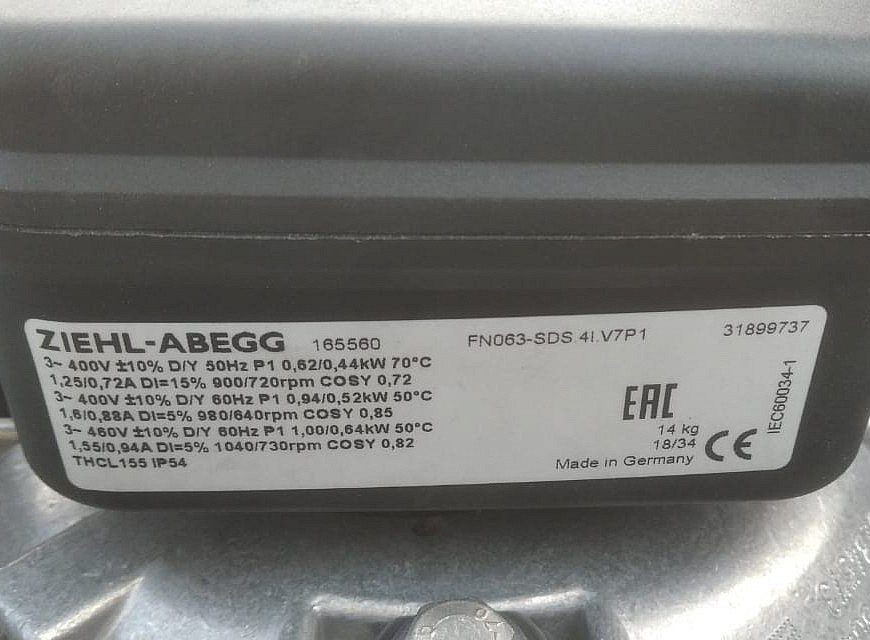 ZIEHL-ABEGG 165560 FN063-SDS.4I.V7P1 31899737
3~ 400V ±10% D/Y 50Hz P1 0,62/0,44kW 70°C
1,25/0,72A DI=15% 900/720rpm COSY 0,72
3~ 400V ±10% D/Y 60Hz P1 0,94/0,52kW 50°C
1,6/0,88A DI=5% 980/640rpm COSY 0,85
3~ 460V ±10% D/Y 60Hz P1 1,00/0,64kW 50°C
1,55/0,94A DI=5% 1040/730rpm COSY 0,82
THCL155 IP54
EAC
14 kg
18/34
Made in Germany
CE
IEC60034-1